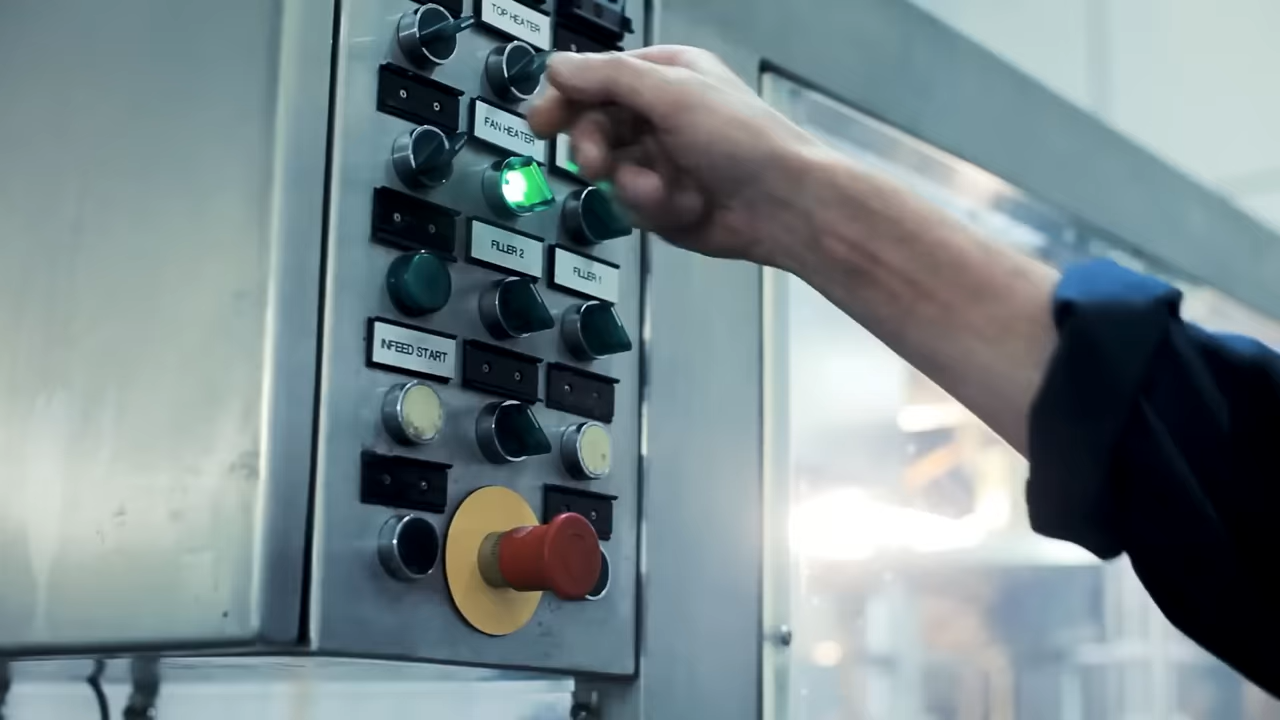 TOP HEATER
FAN HEATER
FILLER 2
FILLER 1
INFEED START